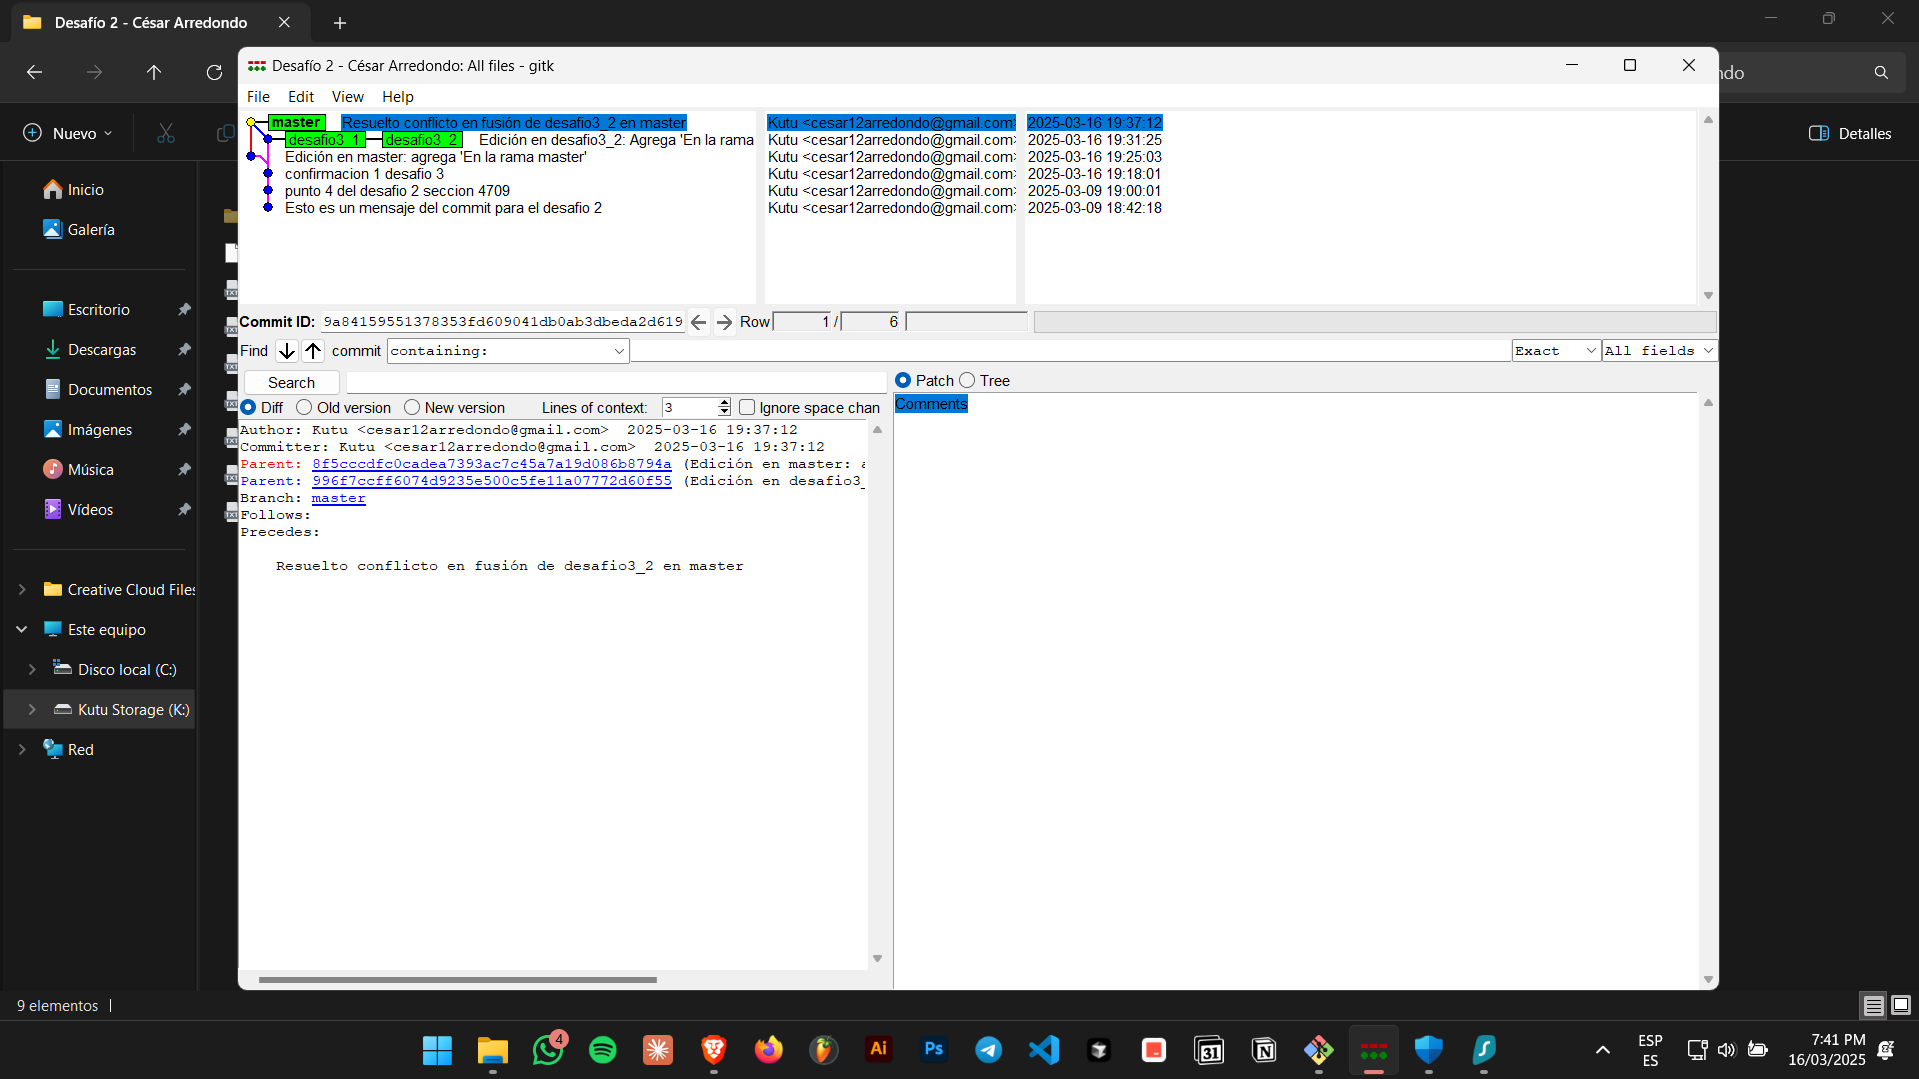 Desafío 2 - César Arredondo
ndo
Nuevo
Detalles
Inicio
Galería
Escritorio
Descargas
Documentos
Imágenes
Música
Vídeos
Creative Cloud Files
Este equipo
Disco local (C:)
Kutu Storage (K:)
Red
9 elementos
Desafío 2 - César Arredondo: All files - gitk
File Edit View Help
master Resuelto conflicto en fusión de desafio3_2 en master Kutu <cesar12arredondo@gmail.com> 2025-03-16 19:37:12
desafio3_1 desafio3_2 Edición en desafio3_2: Agrega 'En la rama Kutu <cesar12arredondo@gmail.com> 2025-03-16 19:31:25
Edición en master: agrega 'En la rama master' Kutu <cesar12arredondo@gmail.com> 2025-03-16 19:25:03
confirmacion 1 desafio 3 Kutu <cesar12arredondo@gmail.com> 2025-03-16 19:18:01
punto 4 del desafio 2 seccion 4709 Kutu <cesar12arredondo@gmail.com> 2025-03-09 19:00:01
Esto es un mensaje del commit para el desafio 2 Kutu <cesar12arredondo@gmail.com> 2025-03-09 18:42:18
Commit ID: 9a84159551378353fd609041db0ab3dbeda2d619 Row 1 / 6
Find commit containing: Exact All fields
Search
Patch Tree
Diff Old version New version Lines of context: 3 Ignore space chan
Comments
Author: Kutu <cesar12arredondo@gmail.com> 2025-03-16 19:37:12
Committer: Kutu <cesar12arredondo@gmail.com> 2025-03-16 19:37:12
Parent: 8f5cccdfc0cadea7393ac7c45a7a19d086b8794a (Edición en master: a
Parent: 996f7ccff6074d9235e500c5fe11a07772d60f55 (Edición en desafio3_
Branch: master
Follows:
Precedes:
Resuelto conflicto en fusión de desafio3_2 en master
TXT
TXT
TXT
TXT
TXT
TXT
TXT
4
Ai
Ps
31
ESP
ES
7:41 PM
16/03/2025